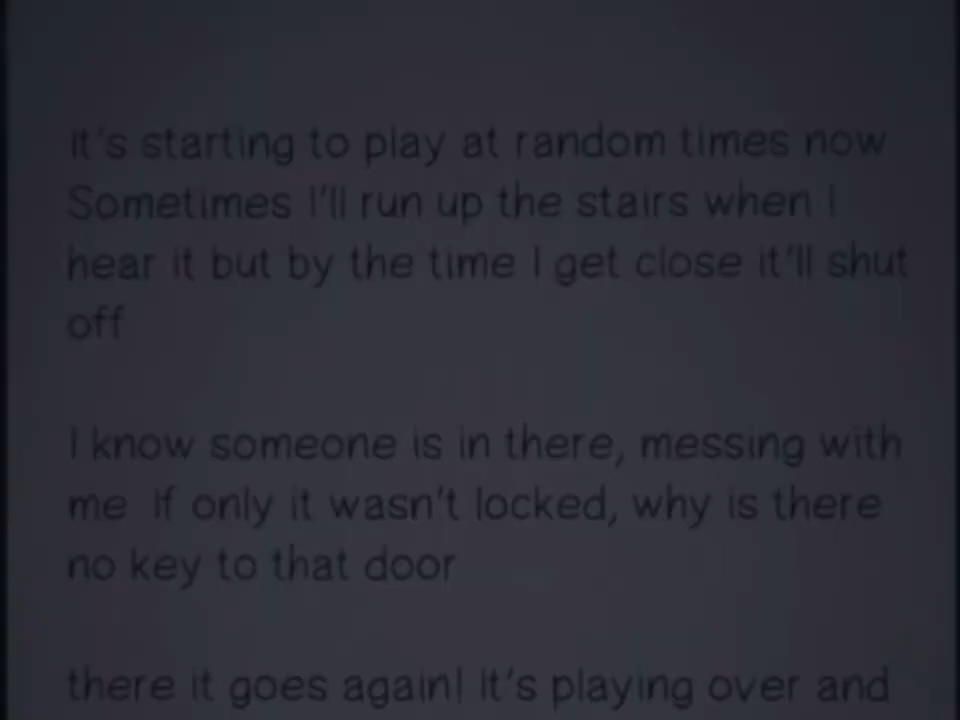 It's starting to play at random times now
Sometimes I'll run up the stairs when I
hear it but by the time I get close it'll shut
off
I know someone is in there, messing with
me  If only it wasn't locked, why is there
no key to that door
there it goes again! It's playing over and